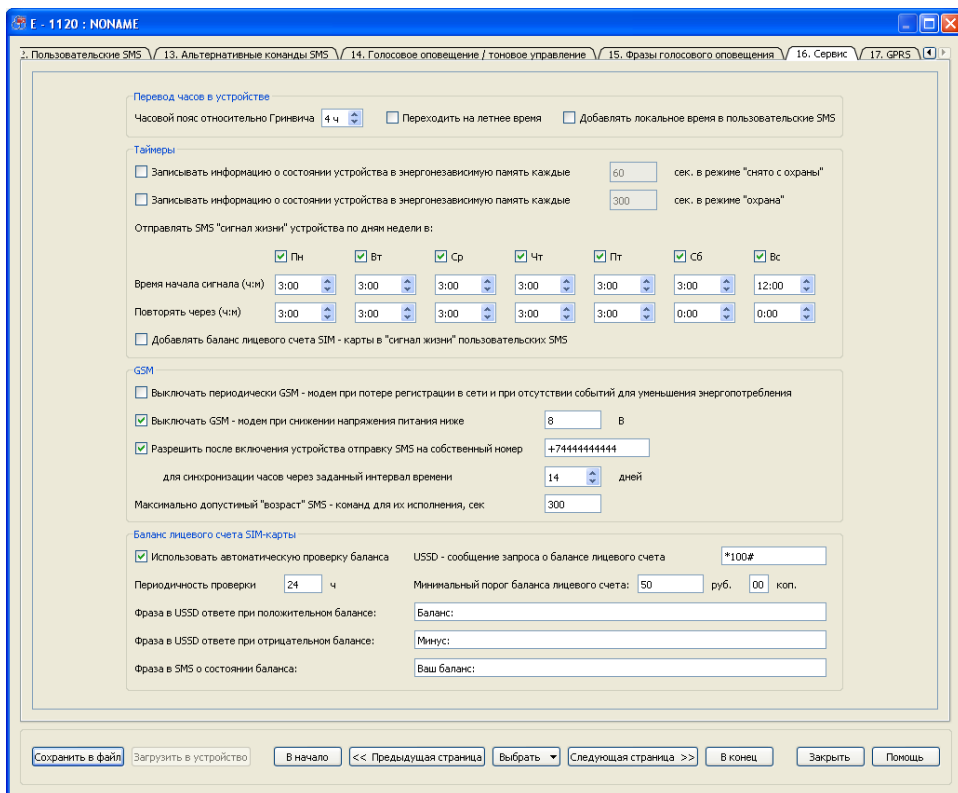 E - 1120 : NONAME
2. Пользовательские SMS 13. Альтернативные команды SMS 14. Голосовое оповещение / тоновое управление 15. Фразы голосового оповещения 16. Сервис 17. GPRS
Перевод часов в устройстве
Часовой пояс относительно Гринвича 4 ч Переходить на летнее время Добавлять локальное время в пользовательские SMS
Таймеры
Записывать информацию о состоянии устройства в энергонезависимую память каждые 60 сек. в режиме "снято с охраны"
Записывать информацию о состоянии устройства в энергонезависимую память каждые 300 сек. в режиме "охрана"
Отправлять SMS "сигнал жизни" устройства по дням недели в:
Пн Вт Ср Чт Пт Сб Вс
Время начала сигнала (ч:м) 3:00 3:00 3:00 3:00 3:00 3:00 12:00
Повторять через (ч:м) 3:00 3:00 3:00 3:00 3:00 0:00 0:00
Добавлять баланс лицевого счета SIM - карты в "сигнал жизни" пользовательских SMS
GSM
Выключать периодически GSM - модем при потере регистрации в сети и при отсутствии событий для уменьшения энергопотребления
Выключать GSM - модем при снижении напряжения питания ниже 8 В
Разрешить после включения устройства отправку SMS на собственный номер +74444444444
для синхронизации часов через заданный интервал времени 14 дней
Максимально допустимый "возраст" SMS - команд для их исполнения, сек 300
Баланс лицевого счета SIM-карты
Использовать автоматическую проверку баланса USSD - сообщение запроса о балансе лицевого счета *100#
Периодичность проверки 24 ч Минимальный порог баланса лицевого счета: 50 руб. 00 коп.
Фраза в USSD ответе при положительном балансе: Баланс:
Фраза в USSD ответе при отрицательном балансе: Минус:
Фраза в SMS о состоянии баланса: Ваш баланс:
Сохранить в файл Загрузить в устройство В начало << Предыдущая страница Выбрать Следующая страница >> В конец Закрыть Помощь